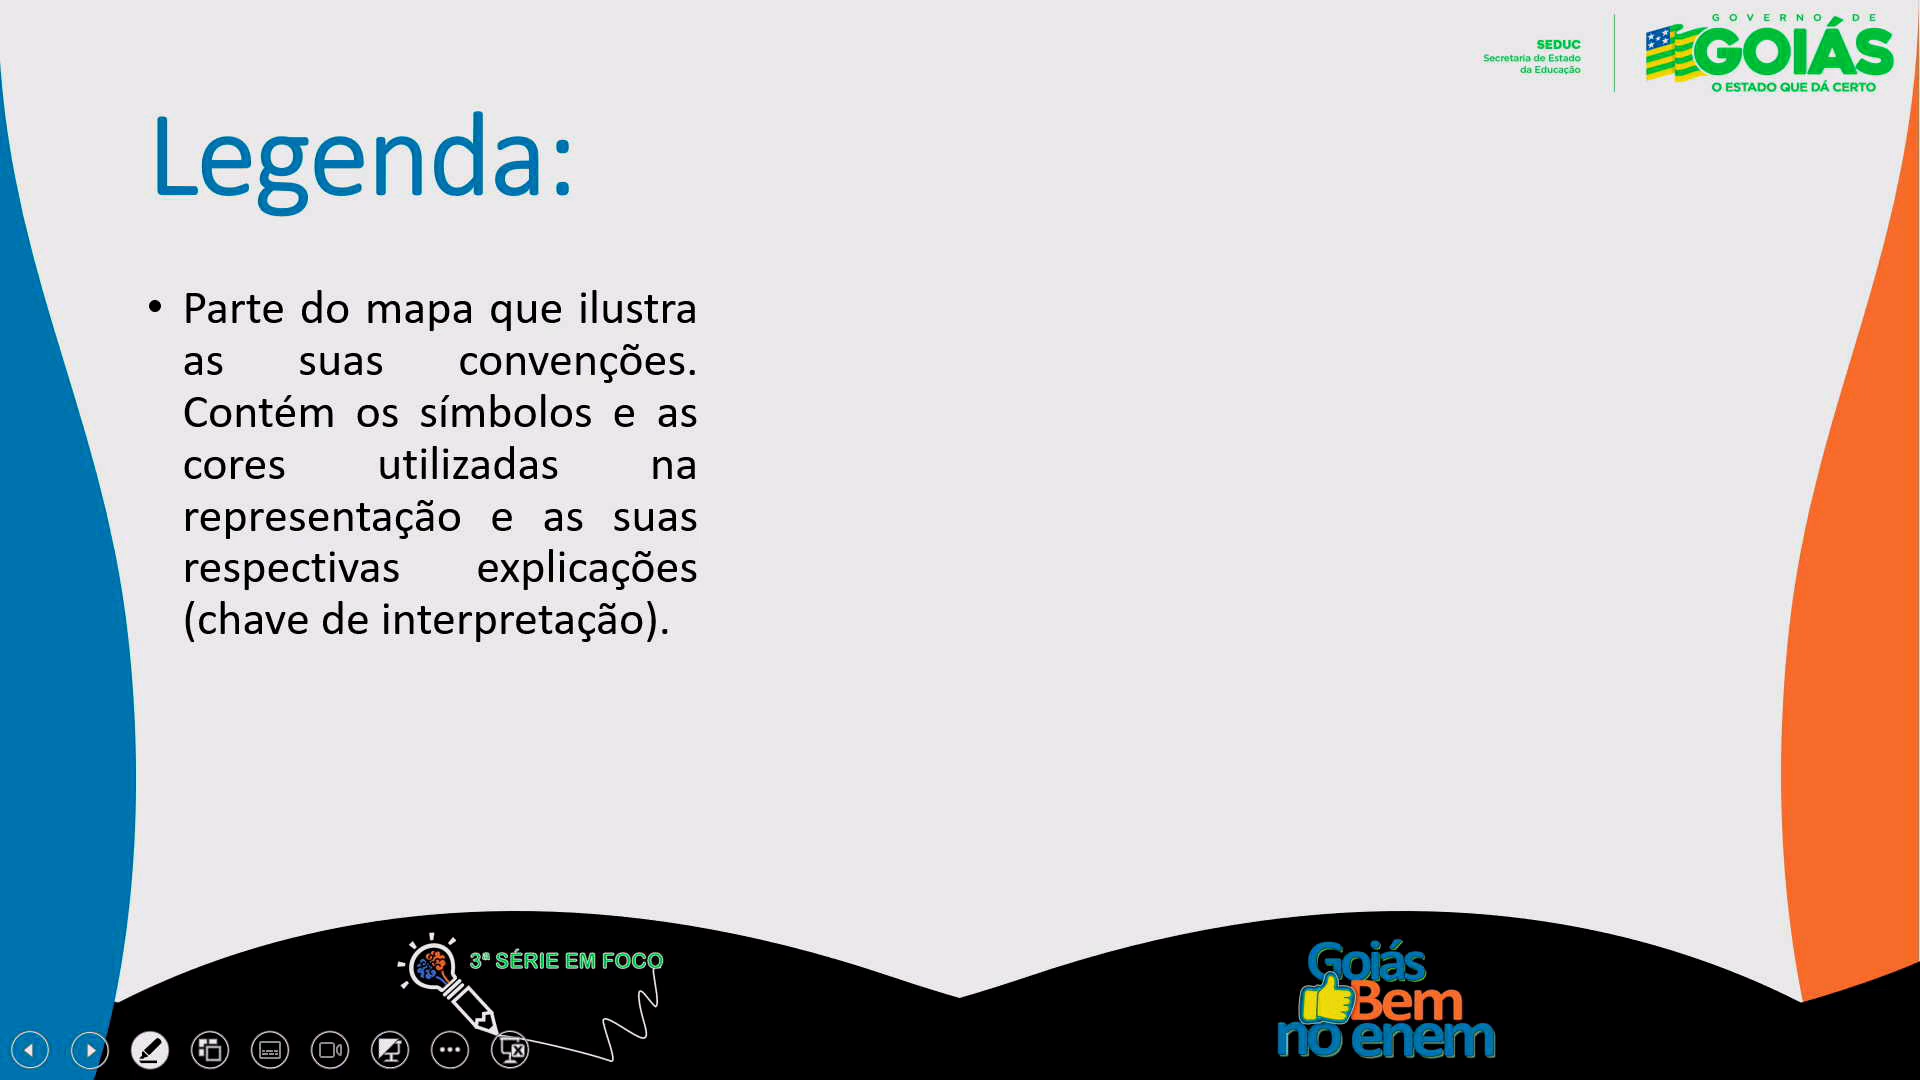 GOVERNO DE
GOIÁS
O ESTADO QUE DÁ CERTO
SEDUC
Secretaria de Estado
da Educação
Legenda:
• Parte do mapa que ilustra
as suas convenções.
Contém os símbolos e as
cores utilizadas na
representação e as suas
respectivas explicações
(chave de interpretação).
3ª SÉRIE EM FOCO
Goiás
Bem
no enem